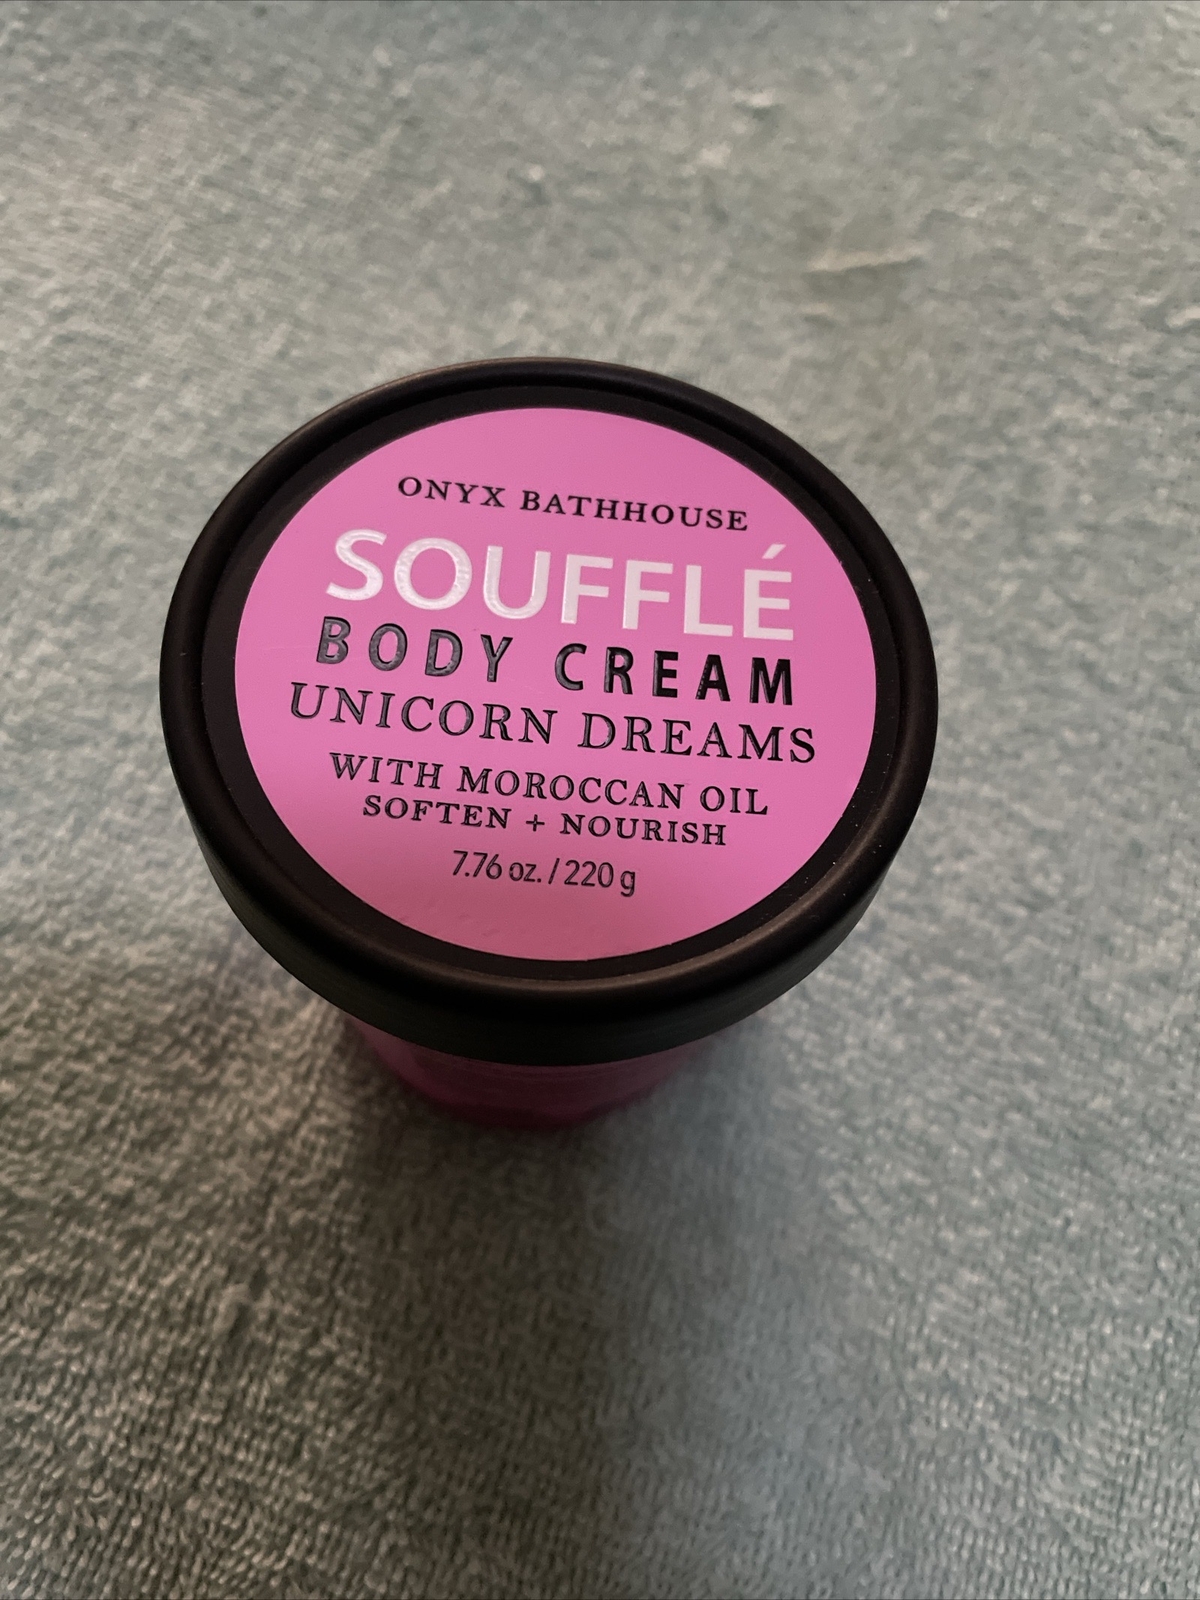 ONYX BATHHOUSE
SOUFFLÉ
BODY CREAM
UNICORN DREAMS
WITH MOROCCAN OIL
SOFTEN + NOURISH
7.76 oz. / 220 g